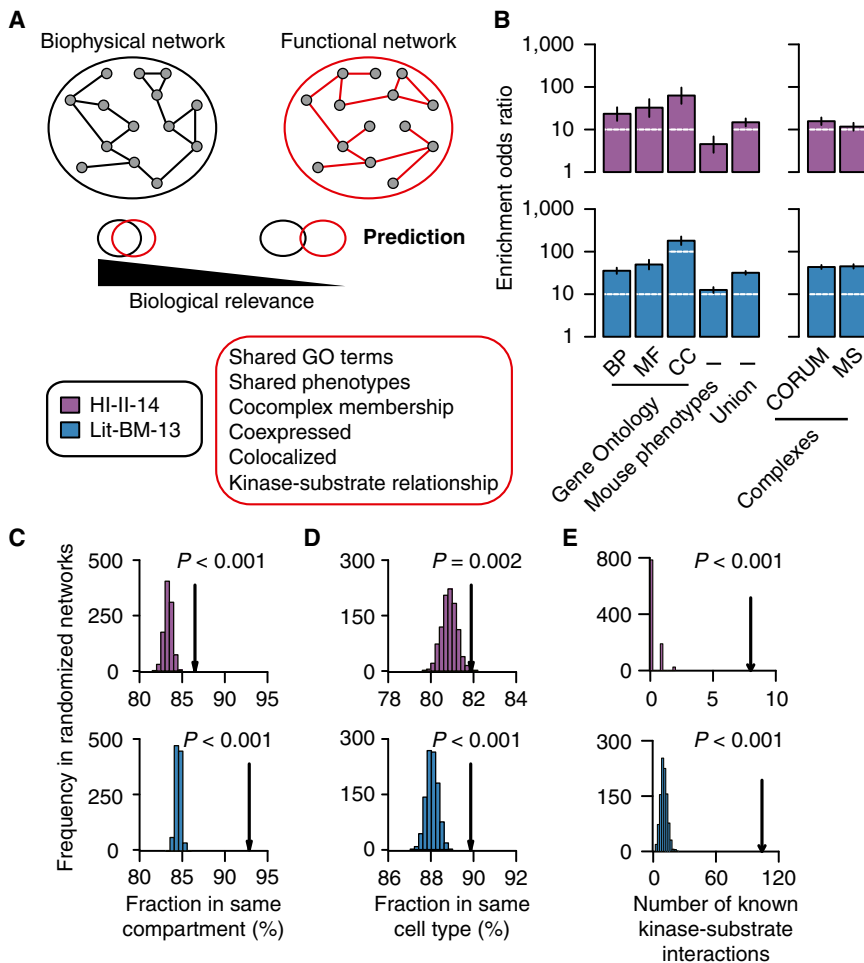 A
Biophysical network
Functional network
Prediction
Biological relevance
HI-II-14
Lit-BM-13
Shared GO terms
Shared phenotypes
Cocomplex membership
Coexpressed
Colocalized
Kinase-substrate relationship
B
Enrichment odds ratio
1,000
100
10
1
1,000
100
10
1
BP
MF
CC
Gene Ontology
Mouse phenotypes
Union
CORUM
MS
Complexes
C
Frequency in randomized networks
500
250
0
P < 0.001
80 85 90 95
500
250
0
P < 0.001
80 85 90 95
Fraction in same
compartment (%)
D
300
150
0
P = 0.002
78 80 82 84
300
150
0
P < 0.001
86 88 90 92
Fraction in same
cell type (%)
E
800
400
0
P < 0.001
0 5 10
300
150
0
P < 0.001
0 60 120
Number of known
kinase-substrate
interactions